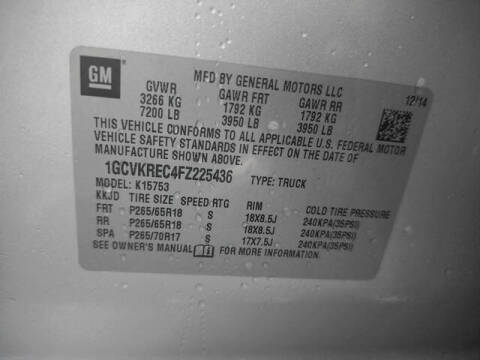 GM
MFD BY GENERAL MOTORS LLC
12/14
GVWR GAWR FRT GAWR RR
3266 KG 1792 KG 1792 KG
7200 LB 3950 LB 3950 LB
THIS VEHICLE CONFORMS TO ALL APPLICABLE U.S. FEDERAL MOTOR
VEHICLE SAFETY STANDARDS IN EFFECT ON THE DATE OF
MANUFACTURE SHOWN ABOVE.
1GCVKREC4FZ225436 TYPE: TRUCK
MODEL: K15753
KKJD TIRE SIZE SPEED RTG RIM COLD TIRE PRESSURE
FRT P265/65R18 S 18X8.5J 240KPA(35PSI)
RR P265/65R18 S 18X8.5J 240KPA(35PSI)
SPA P265/70R17 S 17X7.5J 240KPA(35PSI)
SEE OWNER'S MANUAL FOR MORE INFORMATION.